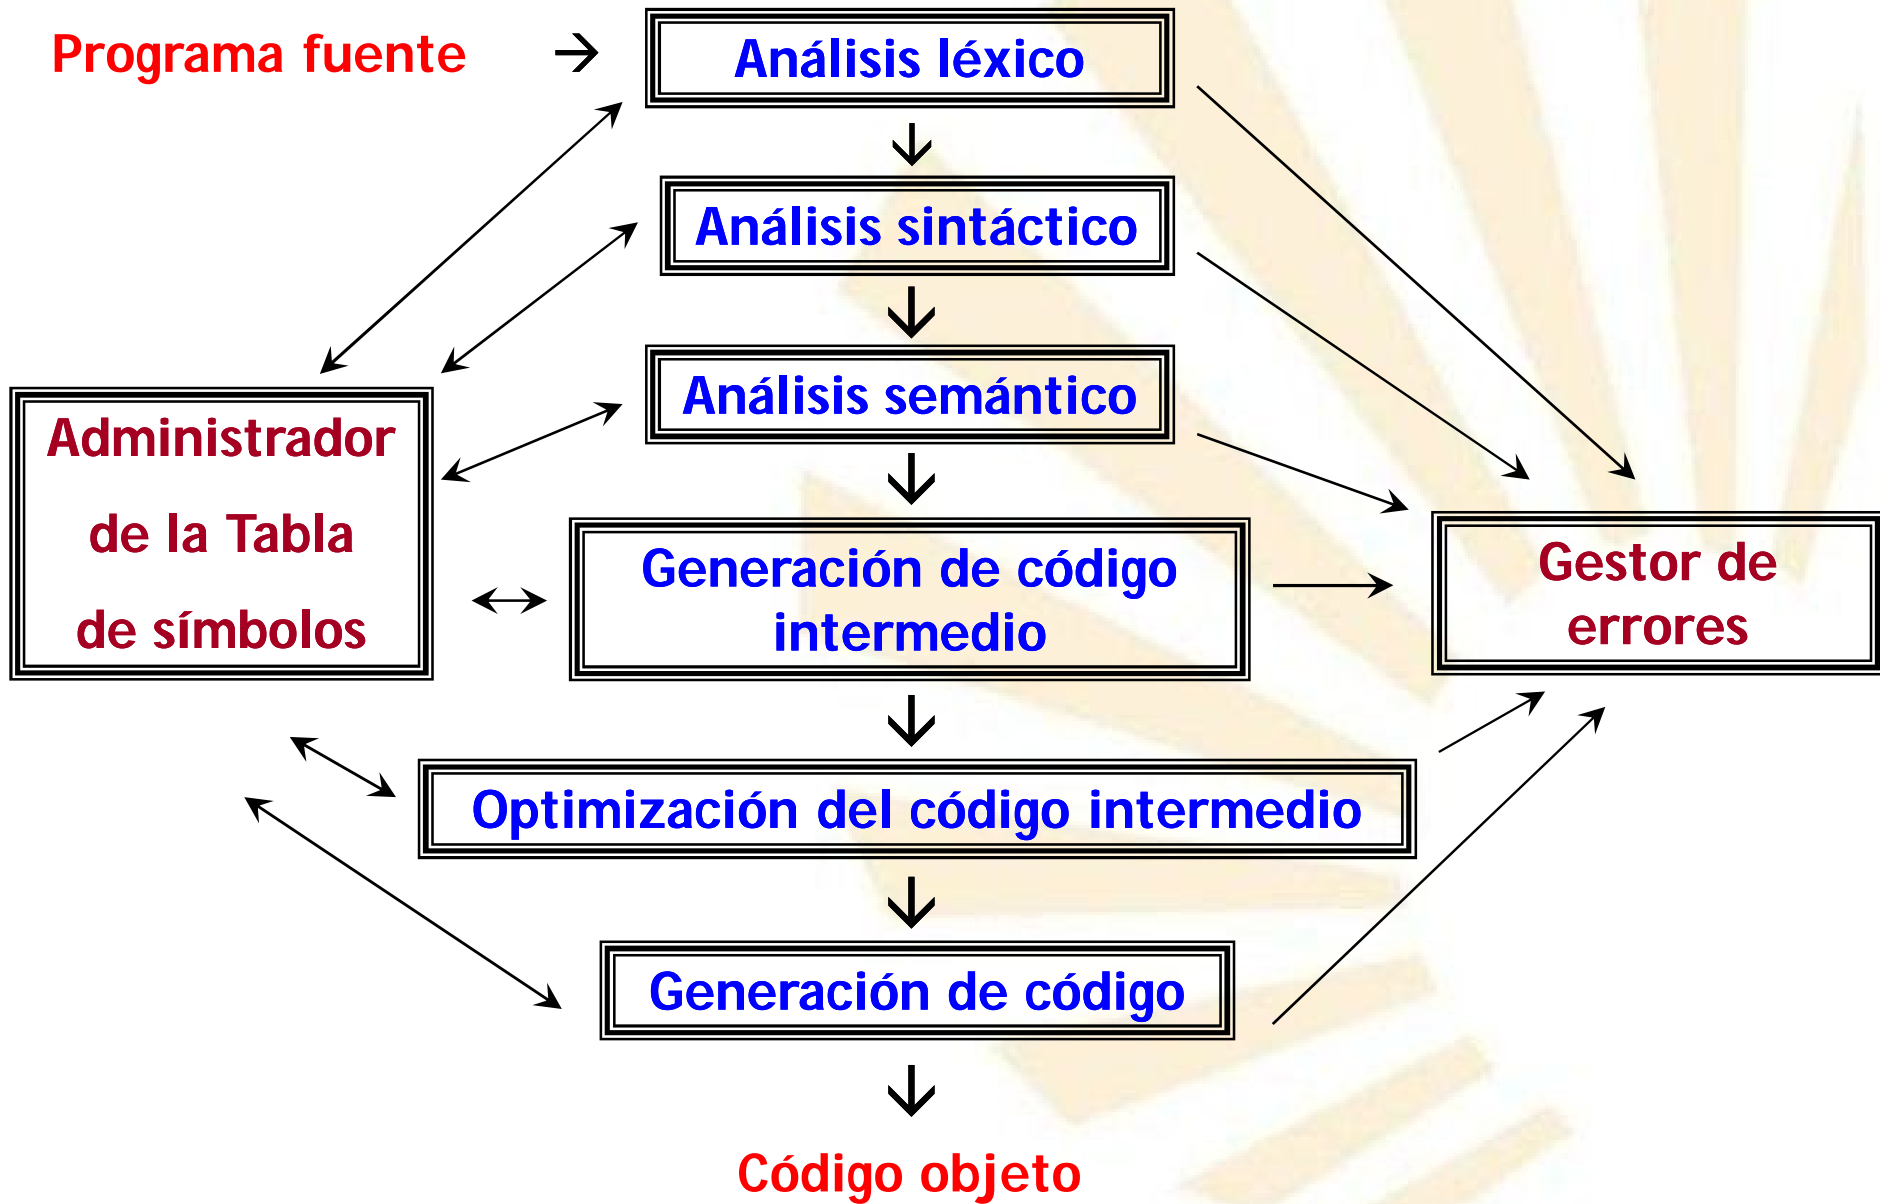 Programa fuente → Análisis léxico
Análisis sintáctico
Análisis semántico
Administrador
de la Tabla
de símbolos
Generación de código
intermedio
Gestor de
errores
Optimización del código intermedio
Generación de código
Código objeto